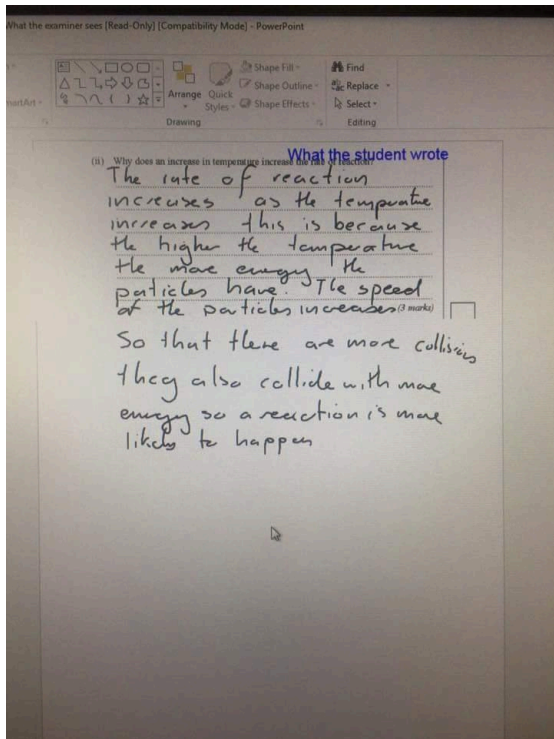 What the examiner sees [Read-Only] [Compatibility Mode] - PowerPoint
martArt
Arrange
Quick Styles
Shape Fill
Shape Outline
Shape Effects
Drawing
Find
Replace
Select
Editing
(ii) Why does an increase in temperature increase the rate of reaction?
What the student wrote
The rate of reaction
increases as the temperature
increases this is because
the higher the temperature
the more energy the
particles have. The speed
of the particles increases (3 marks)
So that there are more collisions
they also collide with more
energy so a reaction is more
likely to happen